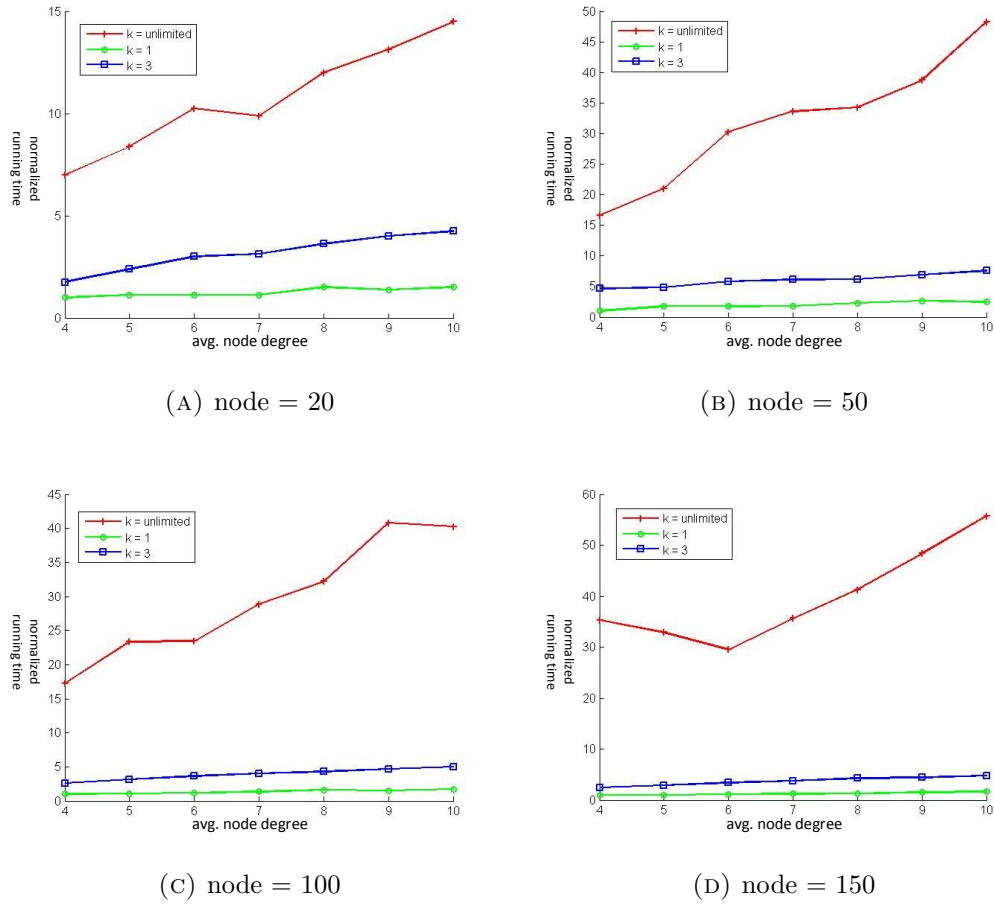 15
10
5
0
k = unlimited
k = 1
k = 3
normalized
running time
4 5 6 7 8 9 10
avg. node degree
(A) node = 20
50
45
40
35
30
25
20
15
10
5
0
k = unlimited
k = 1
k = 3
normalized
running time
4 5 6 7 8 9 10
avg. node degree
(B) node = 50
45
40
35
30
25
20
15
10
5
0
k = unlimited
k = 1
k = 3
normalized
running time
4 5 6 7 8 9 10
avg. node degree
(C) node = 100
60
50
40
30
20
10
0
k = unlimited
k = 1
k = 3
normalized
running time
4 5 6 7 8 9 10
avg. node degree
(D) node = 150